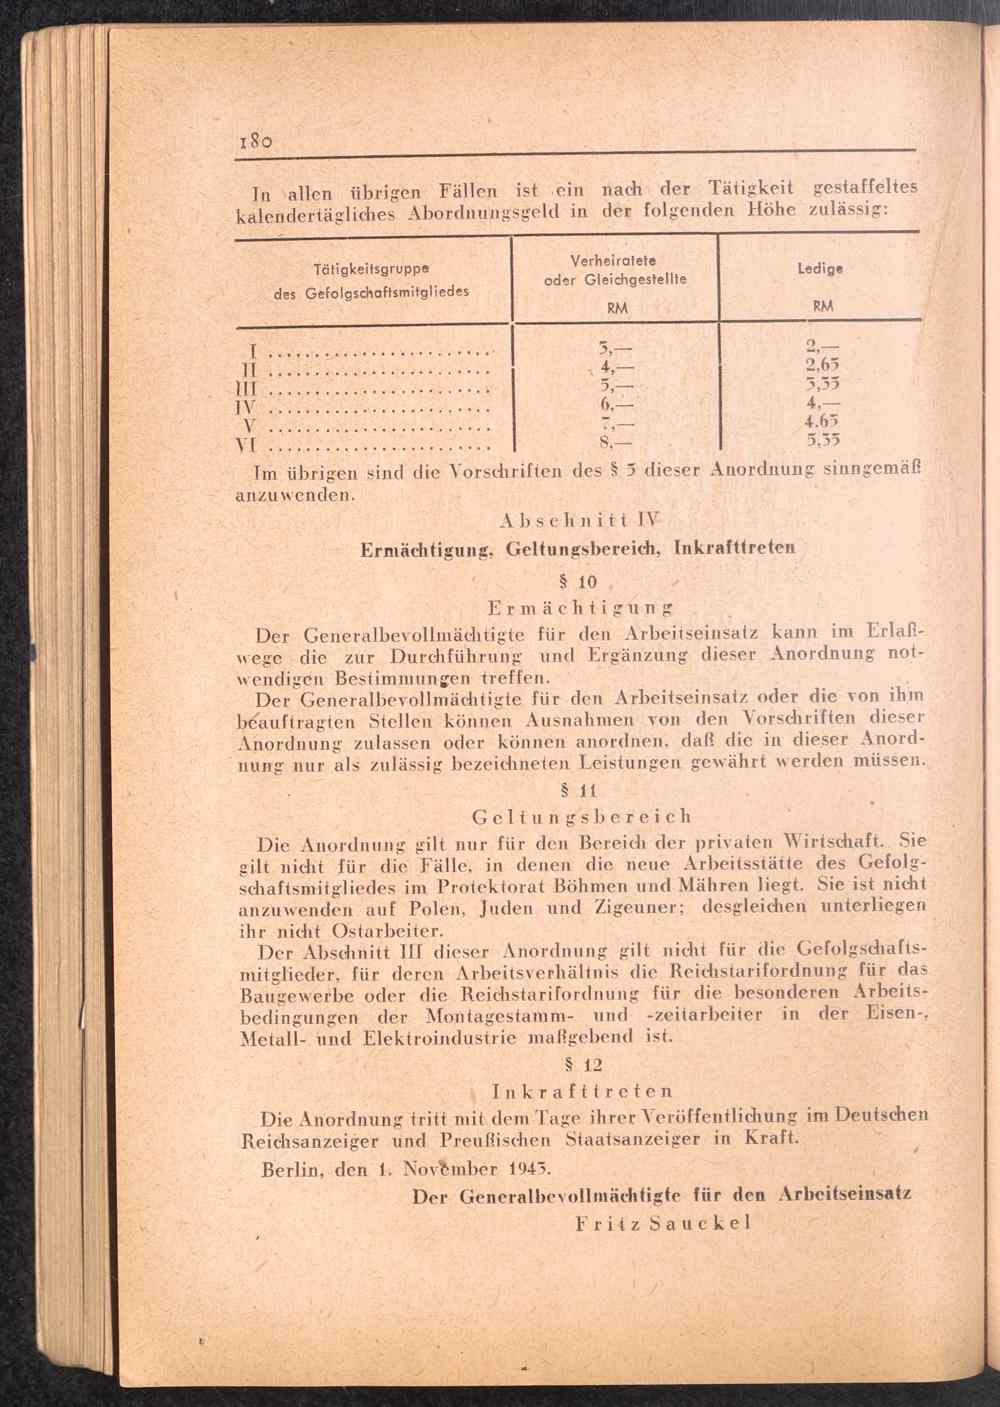 180
In allen übrigen Fällen ist ein nach der Tätigkeit gestaffeltes
kalendertägliches Abordnungsgeld in der folgenden Höhe zulässig:
Tätigkeitsgruppe des Gefolgschaftsmitgliedes | Verheiratete oder Gleichgestellte RM | Ledige RM
I ........................ 3,— 2,—
II ........................ 4,— 2,65
III ........................ 5,— 3,35
IV ........................ 6,— 4,—
V ........................ 7,— 4,65
VI ........................ 8,— 5,35
Im übrigen sind die Vorschriften des § 3 dieser Anordnung sinngemäß
anzuwenden.
Abschnitt IV
Ermächtigung, Geltungsbereich, Inkrafttreten
§ 10
Ermächtigung
Der Generalbevollmächtigte für den Arbeitseinsatz kann im Erlaß-
wege die zur Durchführung und Ergänzung dieser Anordnung not-
wendigen Bestimmungen treffen.
Der Generalbevollmächtigte für den Arbeitseinsatz oder die von ihm
beauftragten Stellen können Ausnahmen von den Vorschriften dieser
Anordnung zulassen oder können anordnen, daß die in dieser Anord-
nung nur als zulässig bezeichneten Leistungen gewährt werden müssen.
§ 11
Geltungsbereich
Die Anordnung gilt nur für den Bereich der privaten Wirtschaft. Sie
gilt nicht für die Fälle, in denen die neue Arbeitsstätte des Gefolg-
schaftsmitgliedes im Protektorat Böhmen und Mähren liegt. Sie ist nicht
anzuwenden auf Polen, Juden und Zigeuner; desgleichen unterliegen
ihr nicht Ostarbeiter.
Der Abschnitt III dieser Anordnung gilt nicht für die Gefolgschafts-
mitglieder, für deren Arbeitsverhältnis die Reichstarifordnung für das
Baugewerbe oder die Reichstarifordnung für die besonderen Arbeits-
bedingungen der Montagestamm- und -zeitarbeiter in der Eisen-,
Metall- und Elektroindustrie maßgebend ist.
§ 12
Inkrafttreten
Die Anordnung tritt mit dem Tage ihrer Veröffentlichung im Deutschen
Reichsanzeiger und Preußischen Staatsanzeiger in Kraft.
Berlin, den 1. November 1943.
Der Generalbevollmächtigte für den Arbeitseinsatz
Fritz Sauckel